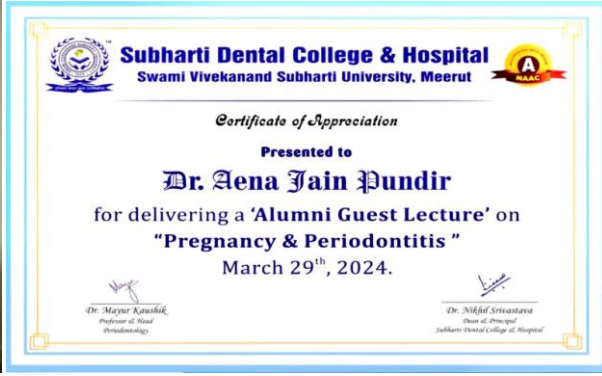 Subharti Dental College & Hospital
Swami Vivekanand Subharti University, Meerut
A
NAAC
Certificate of Appreciation
Presented to
Dr. Aena Jain Pundir
for delivering a 'Alumni Guest Lecture' on
"Pregnancy & Periodontitis "
March 29th, 2024.
Dr. Mayur Kaushik
Professor & Head
Periodontology
Dr. Nikhil Srivastava
Dean & Principal
Subharti Dental College & Hospital